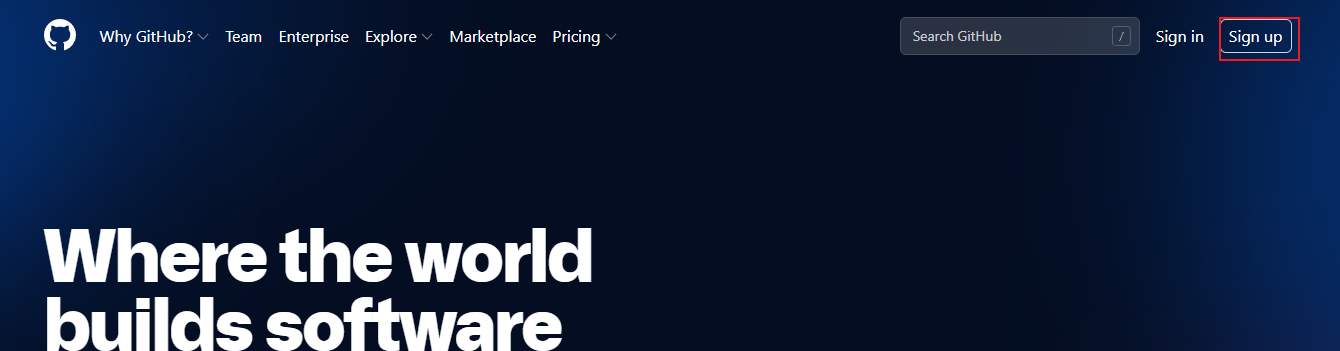 Why GitHub? Team Enterprise Explore Marketplace Pricing Search GitHub / Sign in Sign up
Where the world
builds software